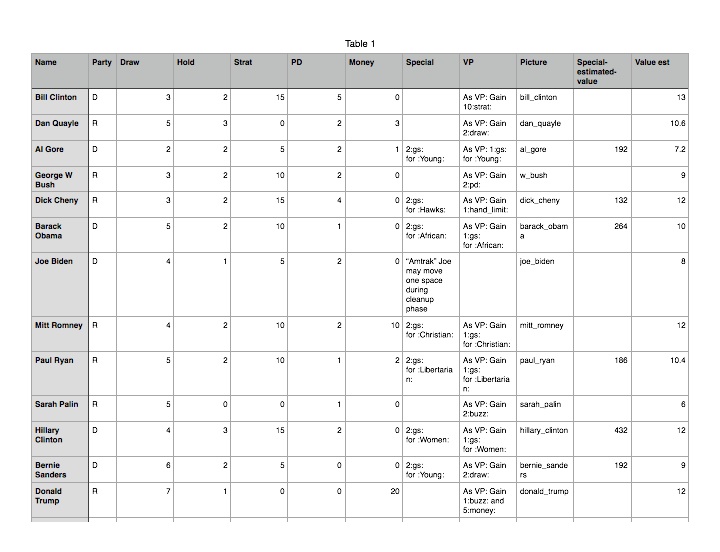 Table 1
Name Party Draw Hold Strat PD Money Special VP Picture Special-estimated-value Value est
Bill Clinton D 3 2 15 5 0 As VP: Gain 10:strat: bill_clinton 13
Dan Quayle R 5 3 0 2 3 As VP: Gain 2:draw: dan_quayle 10.6
Al Gore D 2 2 5 2 1 2:gs: for :Young: As VP: 1:gs: for :Young: al_gore 192 7.2
George W Bush R 3 2 10 2 0 As VP: Gain 2:pd: w_bush 9
Dick Cheny R 3 2 15 4 0 2:gs: for :Hawks: As VP: Gain 1:hand_limit: dick_cheny 132 12
Barack Obama D 5 2 10 1 0 2:gs: for :African: As VP: Gain 1:gs: for :African: barack_obama 264 10
Joe Biden D 4 1 5 2 0 "Amtrak" Joe may move one space during cleanup phase joe_biden 8
Mitt Romney R 4 2 10 2 10 2:gs: for :Christian: As VP: Gain 1:gs: for :Christian: mitt_romney 12
Paul Ryan R 5 2 10 1 2 2:gs: for :Libertarian: As VP: Gain 1:gs: for :Libertarian: paul_ryan 186 10.4
Sarah Palin R 5 0 0 1 0 As VP: Gain 2:buzz: sarah_palin 6
Hillary Clinton D 4 3 15 2 0 2:gs: for :Women: As VP: Gain 1:gs: for :Women: hillary_clinton 432 12
Bernie Sanders D 6 2 5 0 0 2:gs: for :Young: As VP: Gain 2:draw: bernie_sanders 192 9
Donald Trump R 7 1 0 0 20 As VP: Gain 1:buzz: and 5:money: donald_trump 12